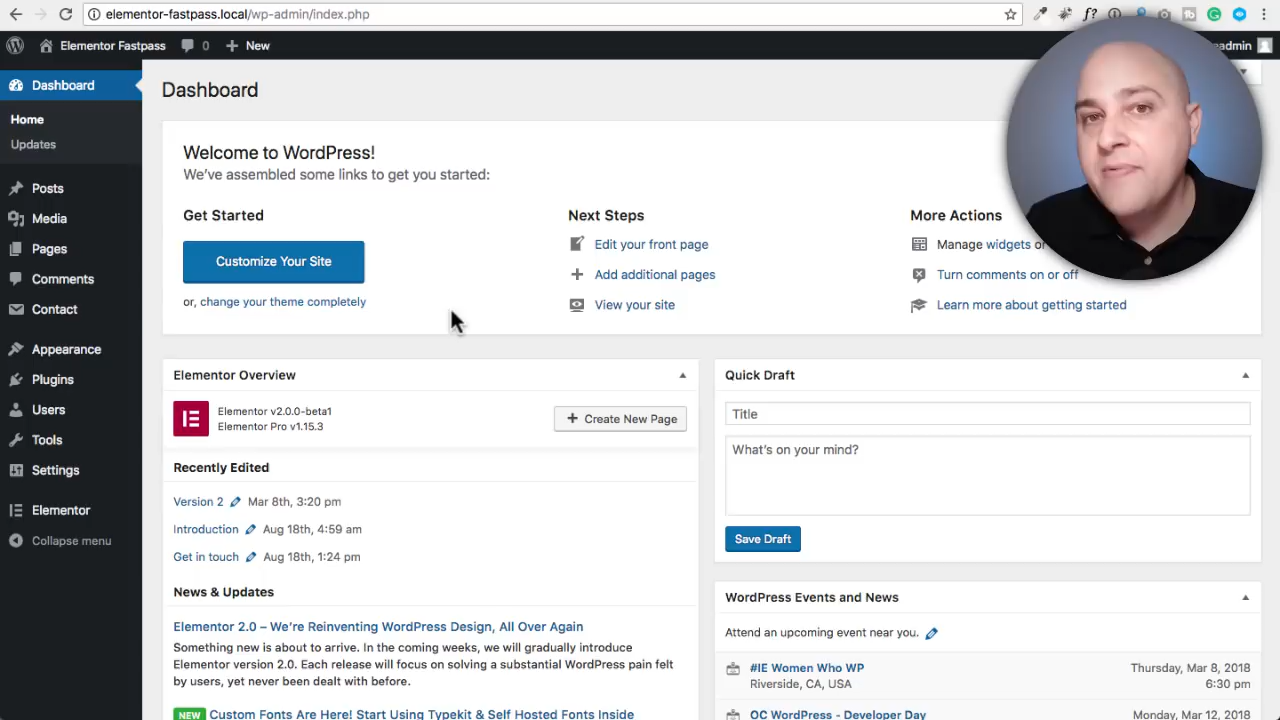 elementor-fastpass.local/wp-admin/index.php
Elementor Fastpass
0
New
admin
Dashboard
Home
Updates
Posts
Media
Pages
Comments
Contact
Appearance
Plugins
Users
Tools
Settings
Elementor
Collapse menu
Dashboard
Welcome to WordPress!
We've assembled some links to get you started:
Get Started
Customize Your Site
or, change your theme completely
Next Steps
Edit your front page
Add additional pages
View your site
More Actions
Manage widgets or
Turn comments on or off
Learn more about getting started
Elementor Overview
Elementor v2.0.0-beta1
Elementor Pro v1.15.3
Create New Page
Recently Edited
Version 2 Mar 8th, 3:20 pm
Introduction Aug 18th, 4:59 am
Get in touch Aug 18th, 1:24 pm
News & Updates
Elementor 2.0 – We're Reinventing WordPress Design, All Over Again
Something new is about to arrive. In the coming weeks, we will gradually introduce
Elementor version 2.0. Each release will focus on solving a substantial WordPress pain felt
by users, yet never been dealt with before.
NEW Custom Fonts Are Here! Start Using Typekit & Self Hosted Fonts Inside
Quick Draft
Title
What's on your mind?
Save Draft
WordPress Events and News
Attend an upcoming event near you.
#IE Women Who WP Thursday, Mar 8, 2018
Riverside, CA, USA 6:30 pm
OC WordPress - Developer Day Monday, Mar 12, 2018